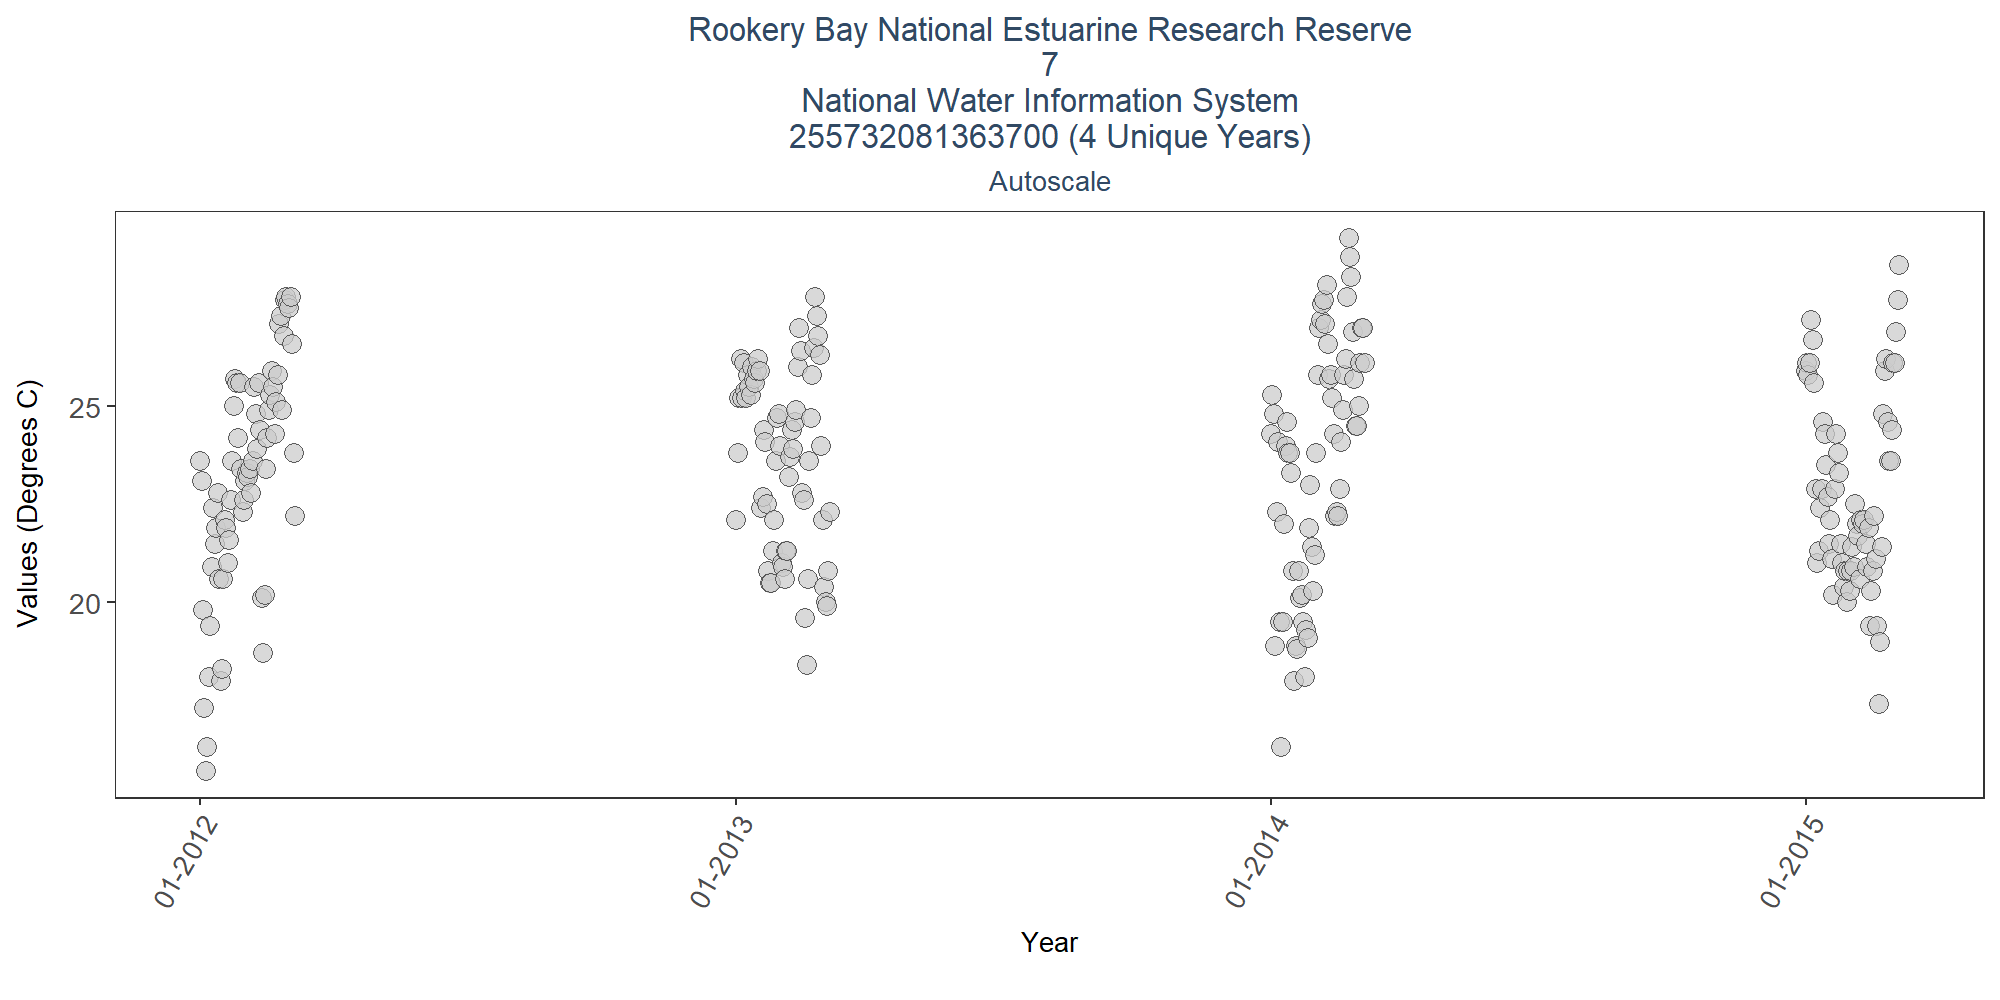 Rookery Bay National Estuarine Research Reserve
7
National Water Information System
255732081363700 (4 Unique Years)
Autoscale
Values (Degrees C)
25
20
01-2012
01-2013
01-2014
01-2015
Year